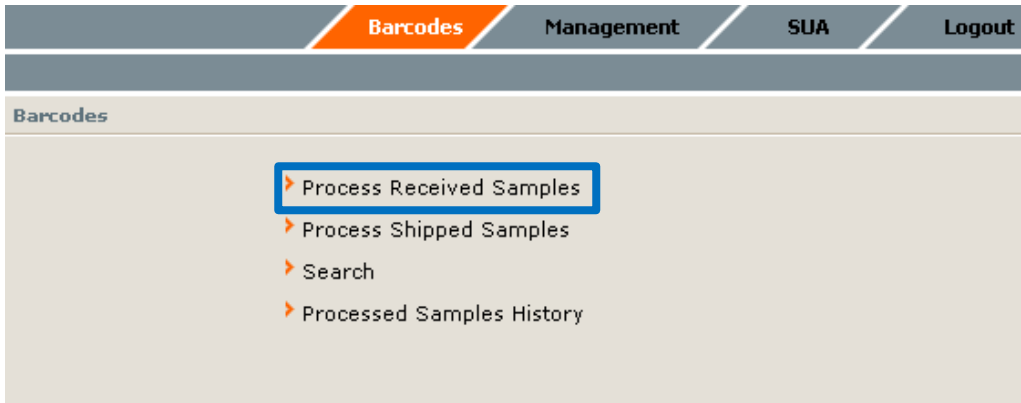 Barcodes Management SUA Logout
Barcodes
Process Received Samples
Process Shipped Samples
Search
Processed Samples History